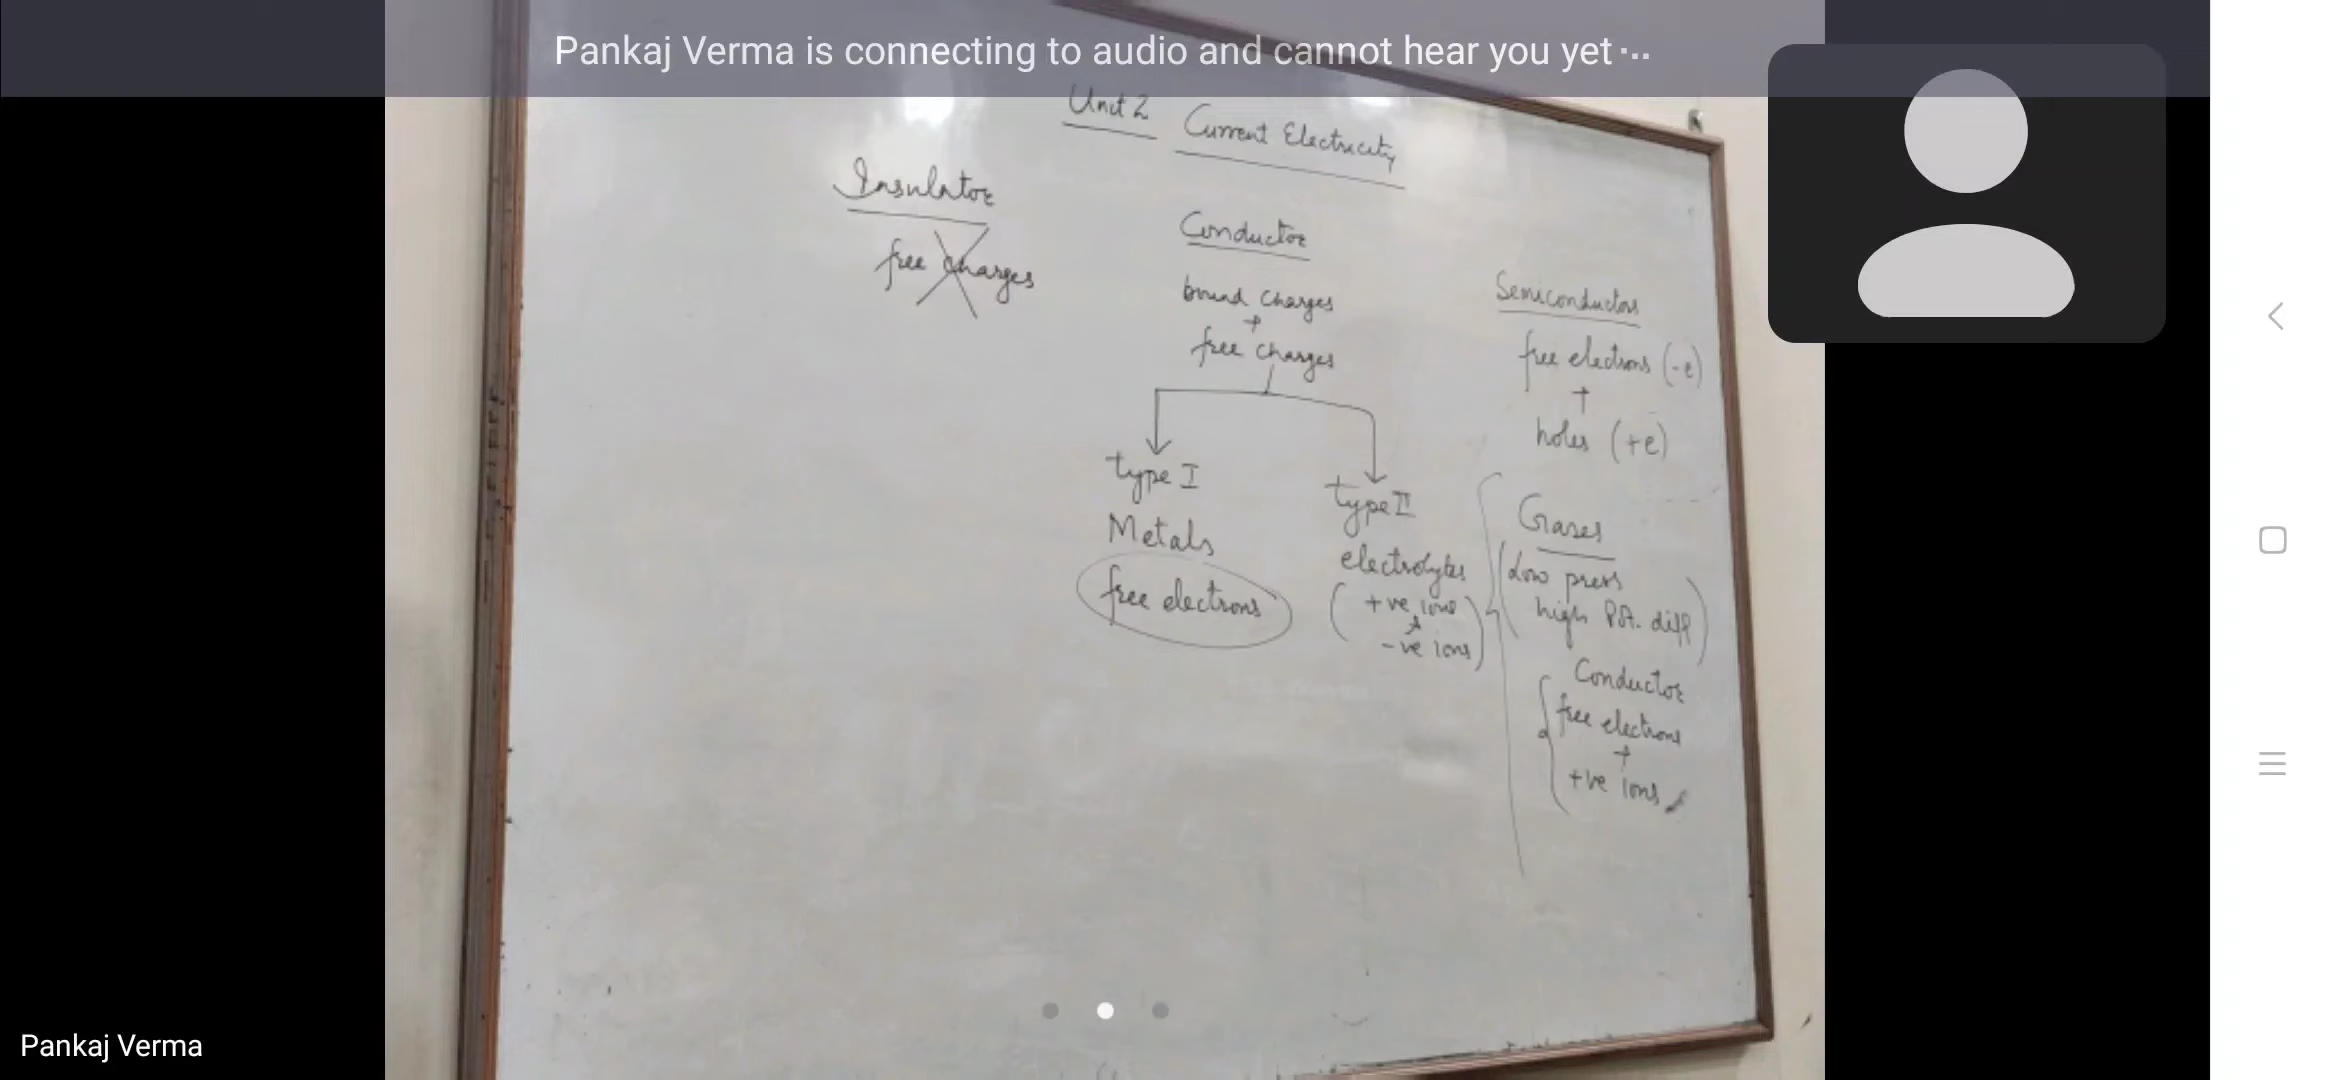 Pankaj Verma is connecting to audio and cannot hear you yet
Unit 2 Current Electricity
Insulator
free charges
Conductor
bound charges
+
free charges
type I
Metals
free electrons
type II
electrolytes
(+ve ions
+
-ve ions)
Semiconductors
free electrons (-e)
+
holes (+e)
Gases
(Low press
high Pot. diff)
Conductor
free electrons
+
+ve ions
Pankaj Verma